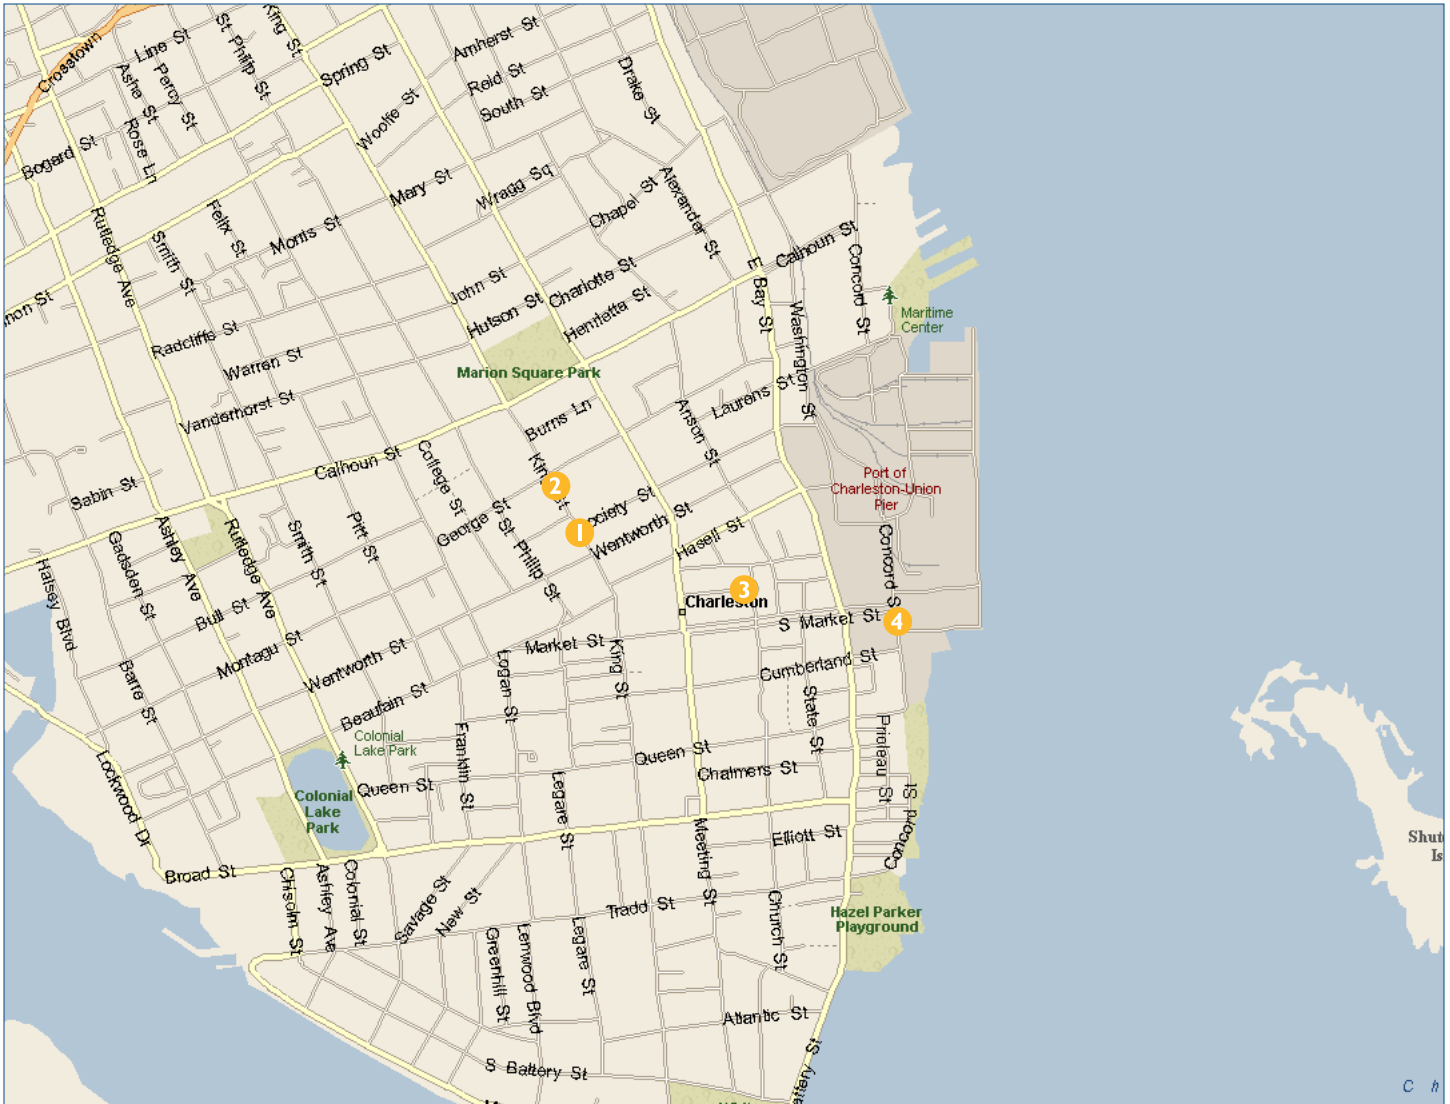 Crosstown
Line St
St Philip St
King St
Spring St
Amherst St
Reid St
South St
Drake St
Ashe St
Percy St
Rose Ln
Bogard St
Woolfe St
Mary St
Wragg Sq
Chapel St
Alexander St
Calhoun St
Concord St
E Bay St
Washington St
Maritime
Center
Rutledge Ave
Smith St
Felix St
Morris St
John St
Hutson St
Charlotte St
Henrietta St
non St
Radcliffe St
Warren St
Vanderhorst St
Marion Square Park
Burns Ln
Anson St
Laurens St
Calhoun St
College St
King St
2
Port of
Charleston-Union
Pier
Sabin St
George St
1
ociety St
Wentworth St
Hasell St
Ashley Ave
Rutledge Ave
Smith St
Pitt St
St Philip St
Gadsden St
Halsey Blvd
Bull St
Montagu St
3
Charleston
Concord S
4
S Market St
Market St
Cumberland St
Wentworth St
Beaufain St
Barre St
Logan St
King St
State St
Franklin St
Colonial
Lake Park
Queen St
Queen St
Chalmers St
Prioleau St
Lockwood Dr
Colonial
Lake
Park
Legare St
Meeting St
Elliott St
Concord St
Shut
Is
Broad St
Chisolm St
Ashley Ave
Colonial St
Savage St
New St
Tradd St
Church St
Hazel Parker
Playground
Greenhill St
Lenwood Blvd
Legare St
Atlantic St
S Battery St
attery St
C h